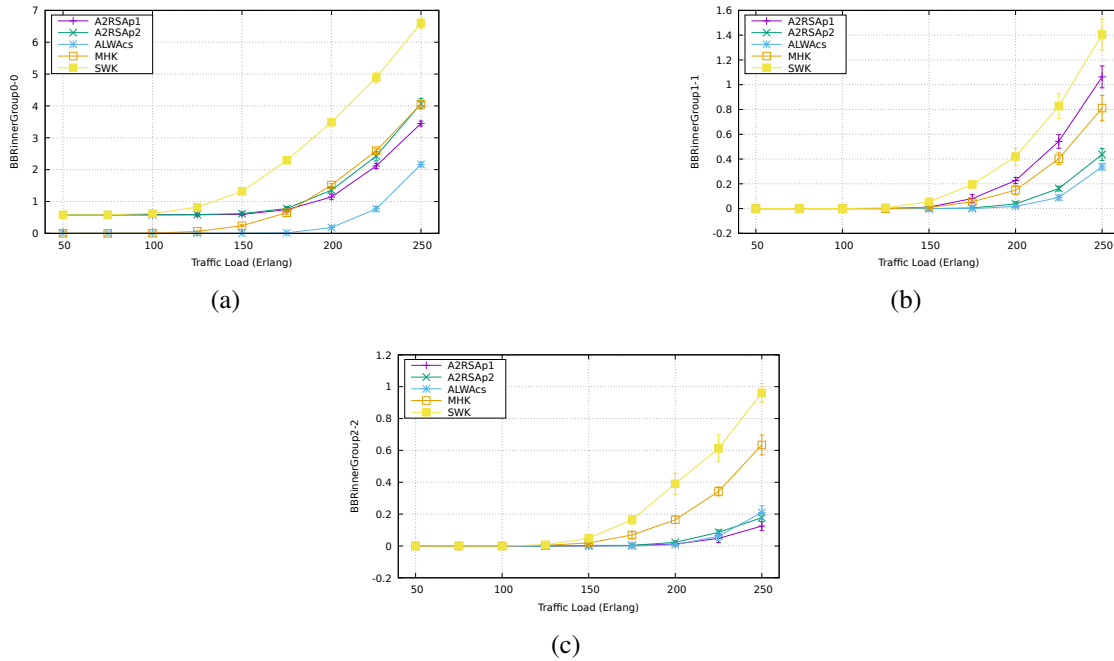 BBRinnerGroup0-0
7
6
5
4
3
2
1
0
A2RSAp1
A2RSAp2
ALWAcs
MHK
SWK
50 100 150 200 250
Traffic Load (Erlang)
(a)
BBRinnerGroup1-1
1.6
1.4
1.2
1
0.8
0.6
0.4
0.2
0
-0.2
A2RSAp1
A2RSAp2
ALWAcs
MHK
SWK
50 100 150 200 250
Traffic Load (Erlang)
(b)
BBRinnerGroup2-2
1.2
1
0.8
0.6
0.4
0.2
0
-0.2
A2RSAp1
A2RSAp2
ALWAcs
MHK
SWK
50 100 150 200 250
Traffic Load (Erlang)
(c)